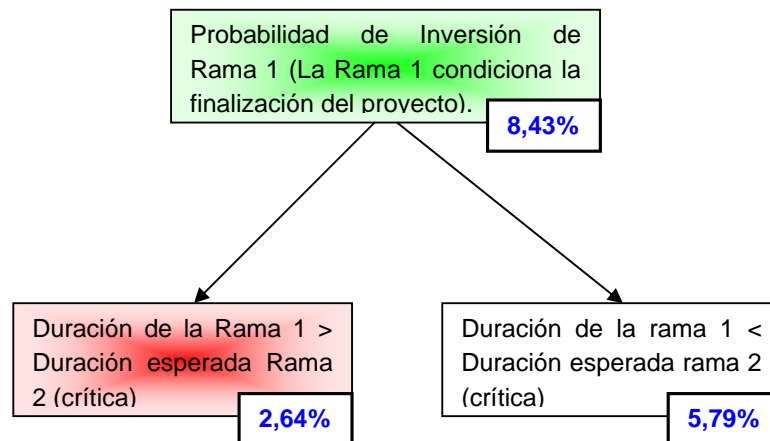 Probabilidad de Inversión de
Rama 1 (La Rama 1 condiciona la
finalización del proyecto).
8,43%
Duración de la Rama 1 >
Duración esperada Rama
2 (crítica)
2,64%
Duración de la rama 1 <
Duración esperada rama 2
(crítica)
5,79%